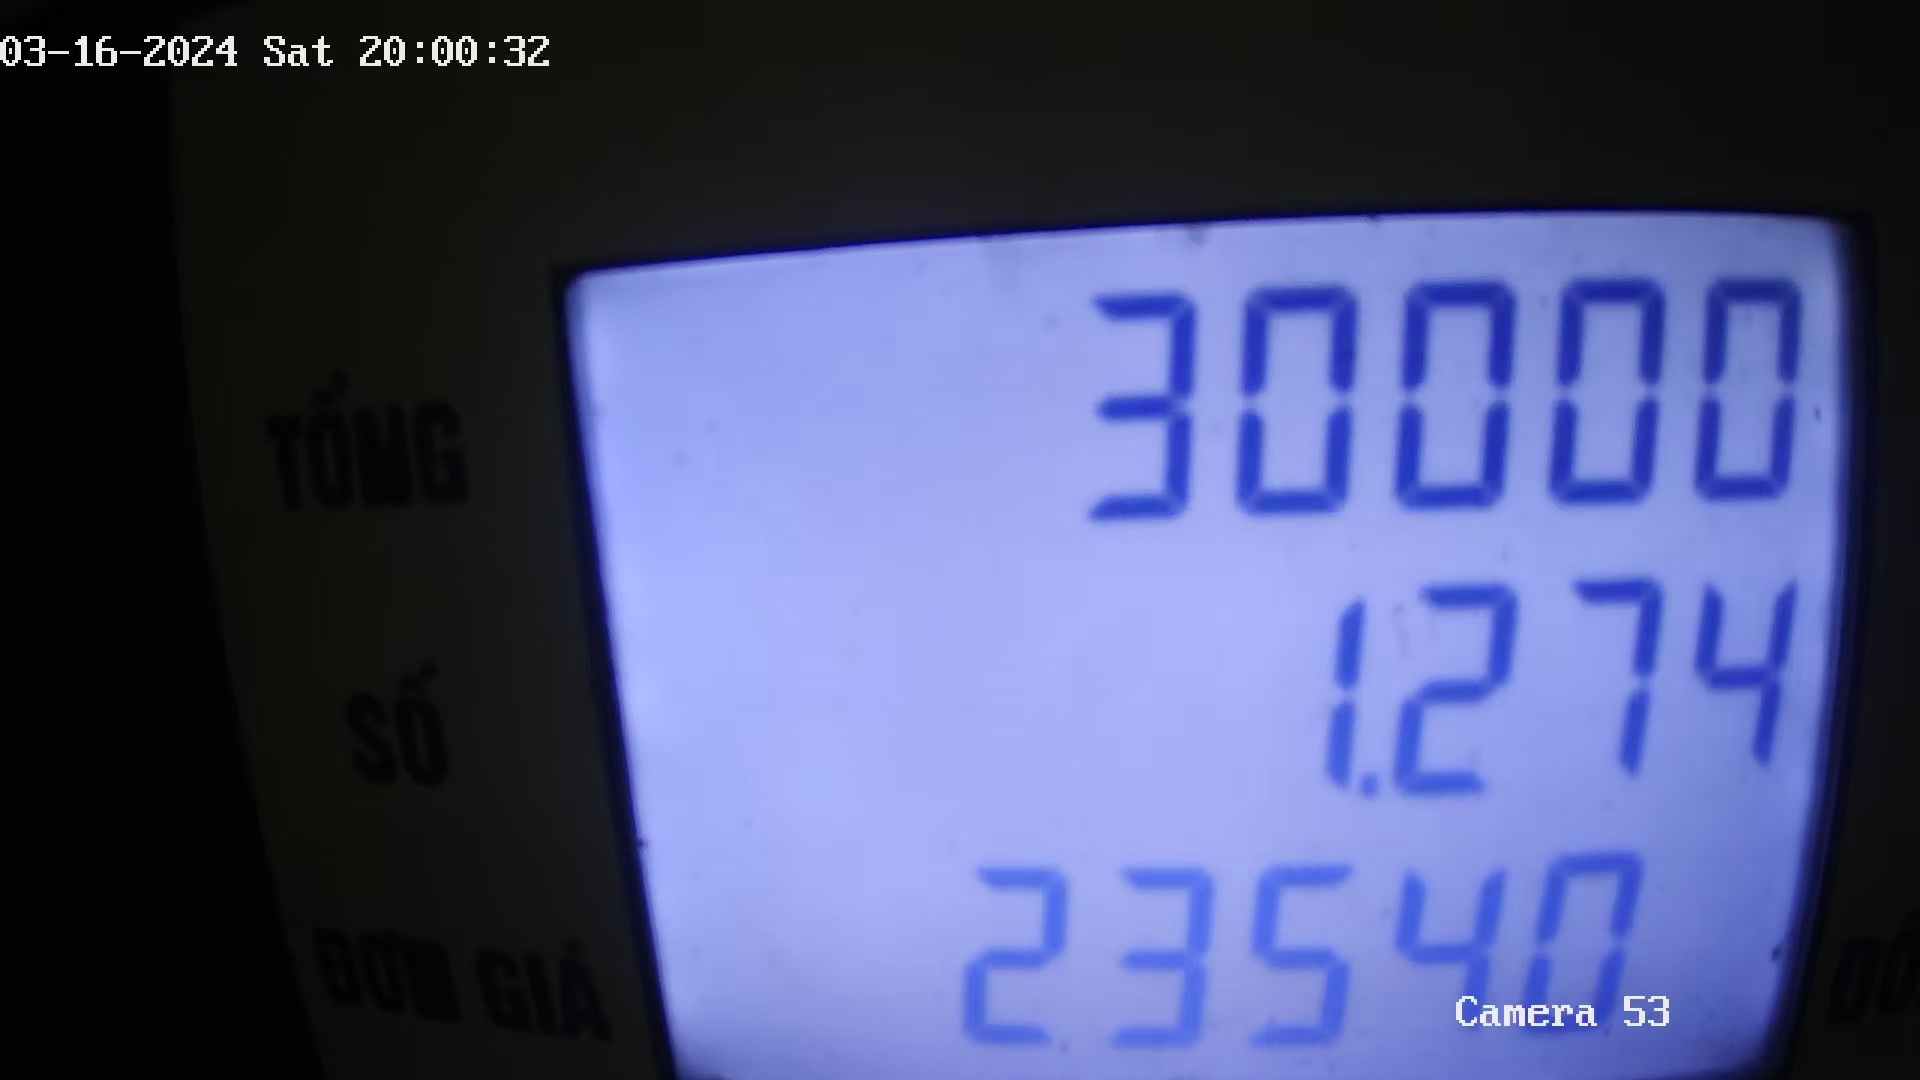 03-16-2024 Sat 20:00:32
TỔNG 30000
SỐ 1.274
ĐƠN GIÁ 23540
Camera 53